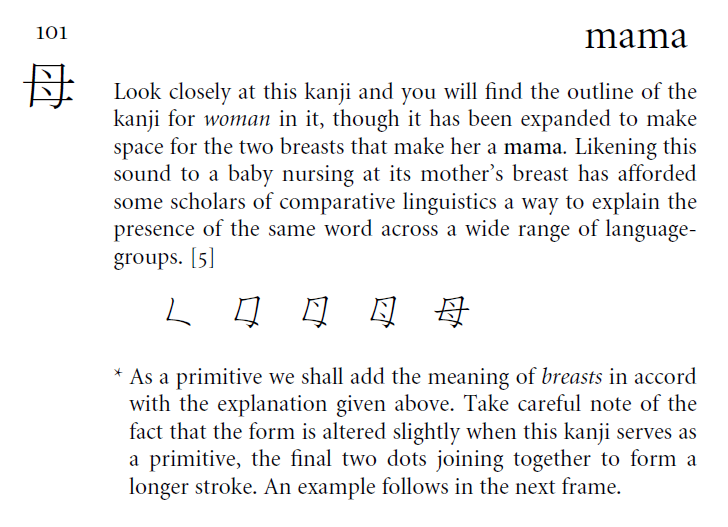 101
mama
母
Look closely at this kanji and you will find the outline of the
kanji for woman in it, though it has been expanded to make
space for the two breasts that make her a mama. Likening this
sound to a baby nursing at its mother’s breast has afforded
some scholars of comparative linguistics a way to explain the
presence of the same word across a wide range of language-
groups. [5]
* As a primitive we shall add the meaning of breasts in accord
with the explanation given above. Take careful note of the
fact that the form is altered slightly when this kanji serves as
a primitive, the final two dots joining together to form a
longer stroke. An example follows in the next frame.